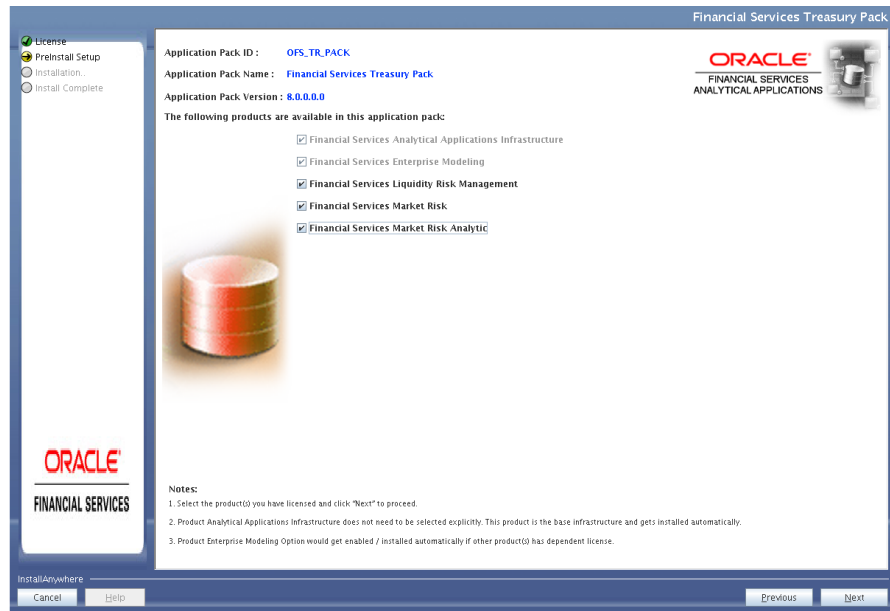 Financial Services Treasury Pack
License
PreInstall Setup
Installation..
Install Complete
Application Pack ID : OFS_TR_PACK
Application Pack Name : Financial Services Treasury Pack
Application Pack Version : 8.0.0.0.0
ORACLE
FINANCIAL SERVICES
ANALYTICAL APPLICATIONS
The following products are available in this application pack:
Financial Services Analytical Applications Infrastructure
Financial Services Enterprise Modeling
Financial Services Liquidity Risk Management
Financial Services Market Risk
Financial Services Market Risk Analytic
ORACLE
FINANCIAL SERVICES
Notes:
1. Select the product(s) you have licensed and click "Next" to proceed.
2. Product Analytical Applications Infrastructure does not need to be selected explicitly. This product is the base infrastructure and gets installed automatically.
3. Product Enterprise Modeling Option would get enabled / installed automatically if other product(s) has dependent license.
InstallAnywhere
Cancel Help Previous Next